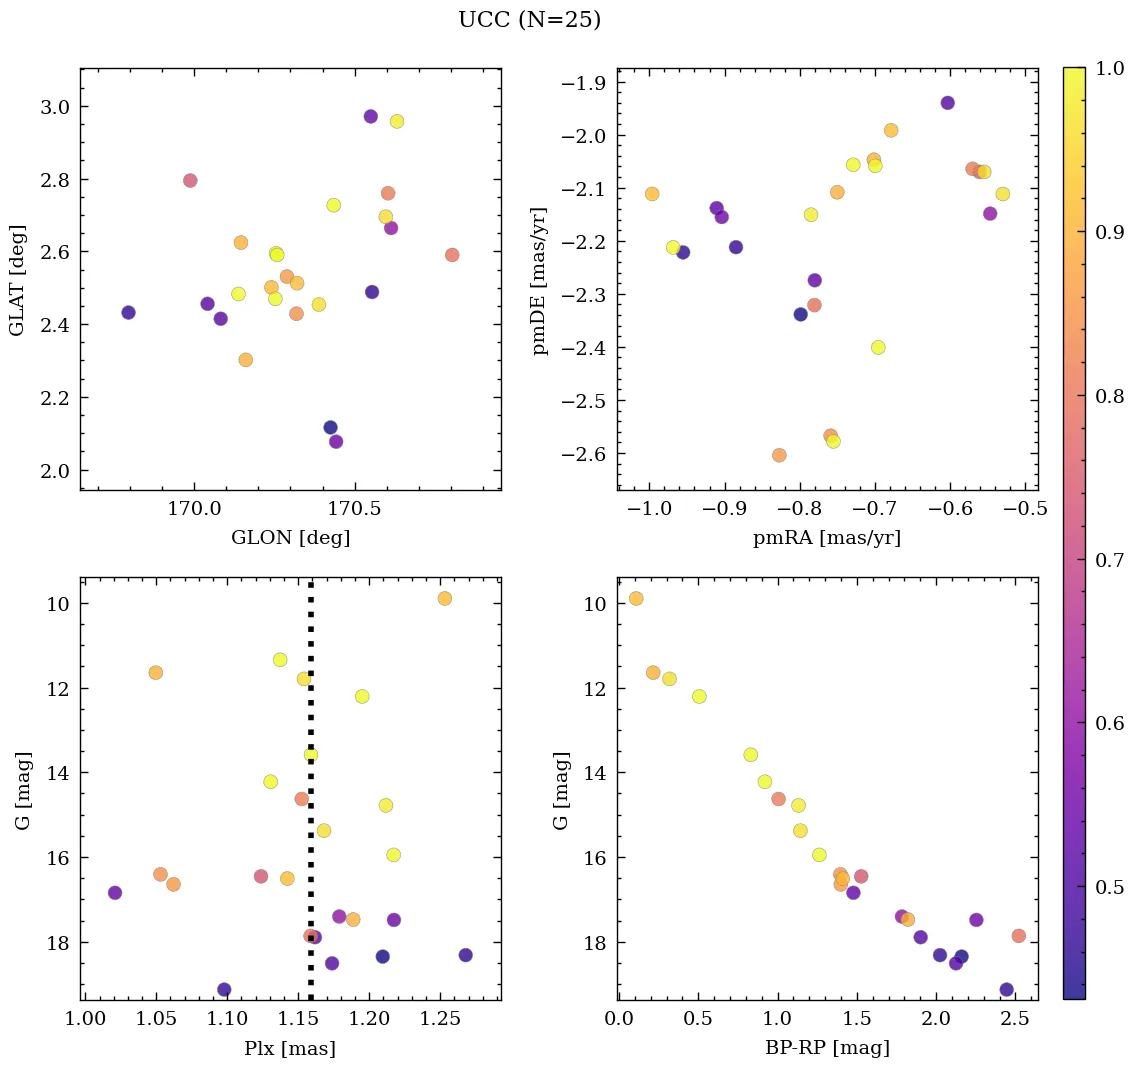 UCC (N=25)
3.0
2.8
2.6
2.4
2.2
2.0
GLAT [deg]
170.0 170.5
GLON [deg]
−1.9
−2.0
−2.1
−2.2
−2.3
−2.4
−2.5
−2.6
pmDE [mas/yr]
−1.0 −0.9 −0.8 −0.7 −0.6 −0.5
pmRA [mas/yr]
10
12
14
16
18
G [mag]
1.00 1.05 1.10 1.15 1.20 1.25
Plx [mas]
10
12
14
16
18
G [mag]
0.0 0.5 1.0 1.5 2.0 2.5
BP-RP [mag]
1.0
0.9
0.8
0.7
0.6
0.5